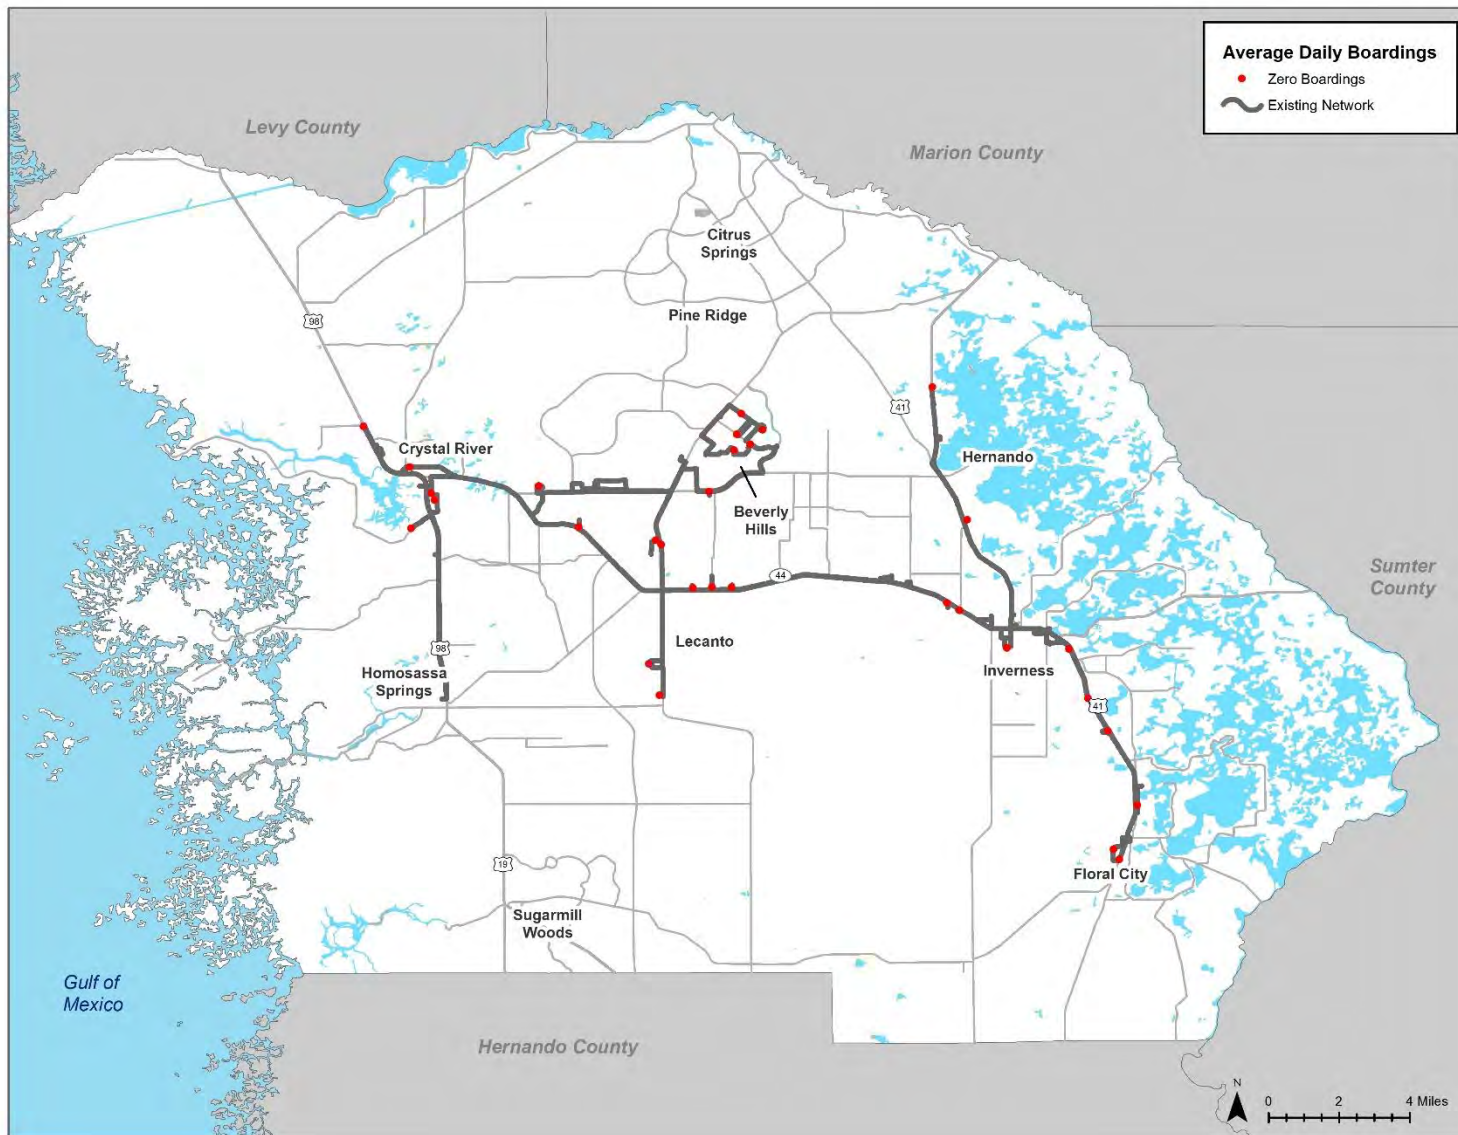 Average Daily Boardings
Zero Boardings
Existing Network
Levy County
Marion County
Citrus
Springs
Pine Ridge
98
41
Crystal River
Hernando
Beverly
Hills
44
Sumter
County
Lecanto
98
Homosassa
Springs
Inverness
41
19
Floral City
Sugarmill
Woods
Gulf of
Mexico
Hernando County
N
0 2 4 Miles